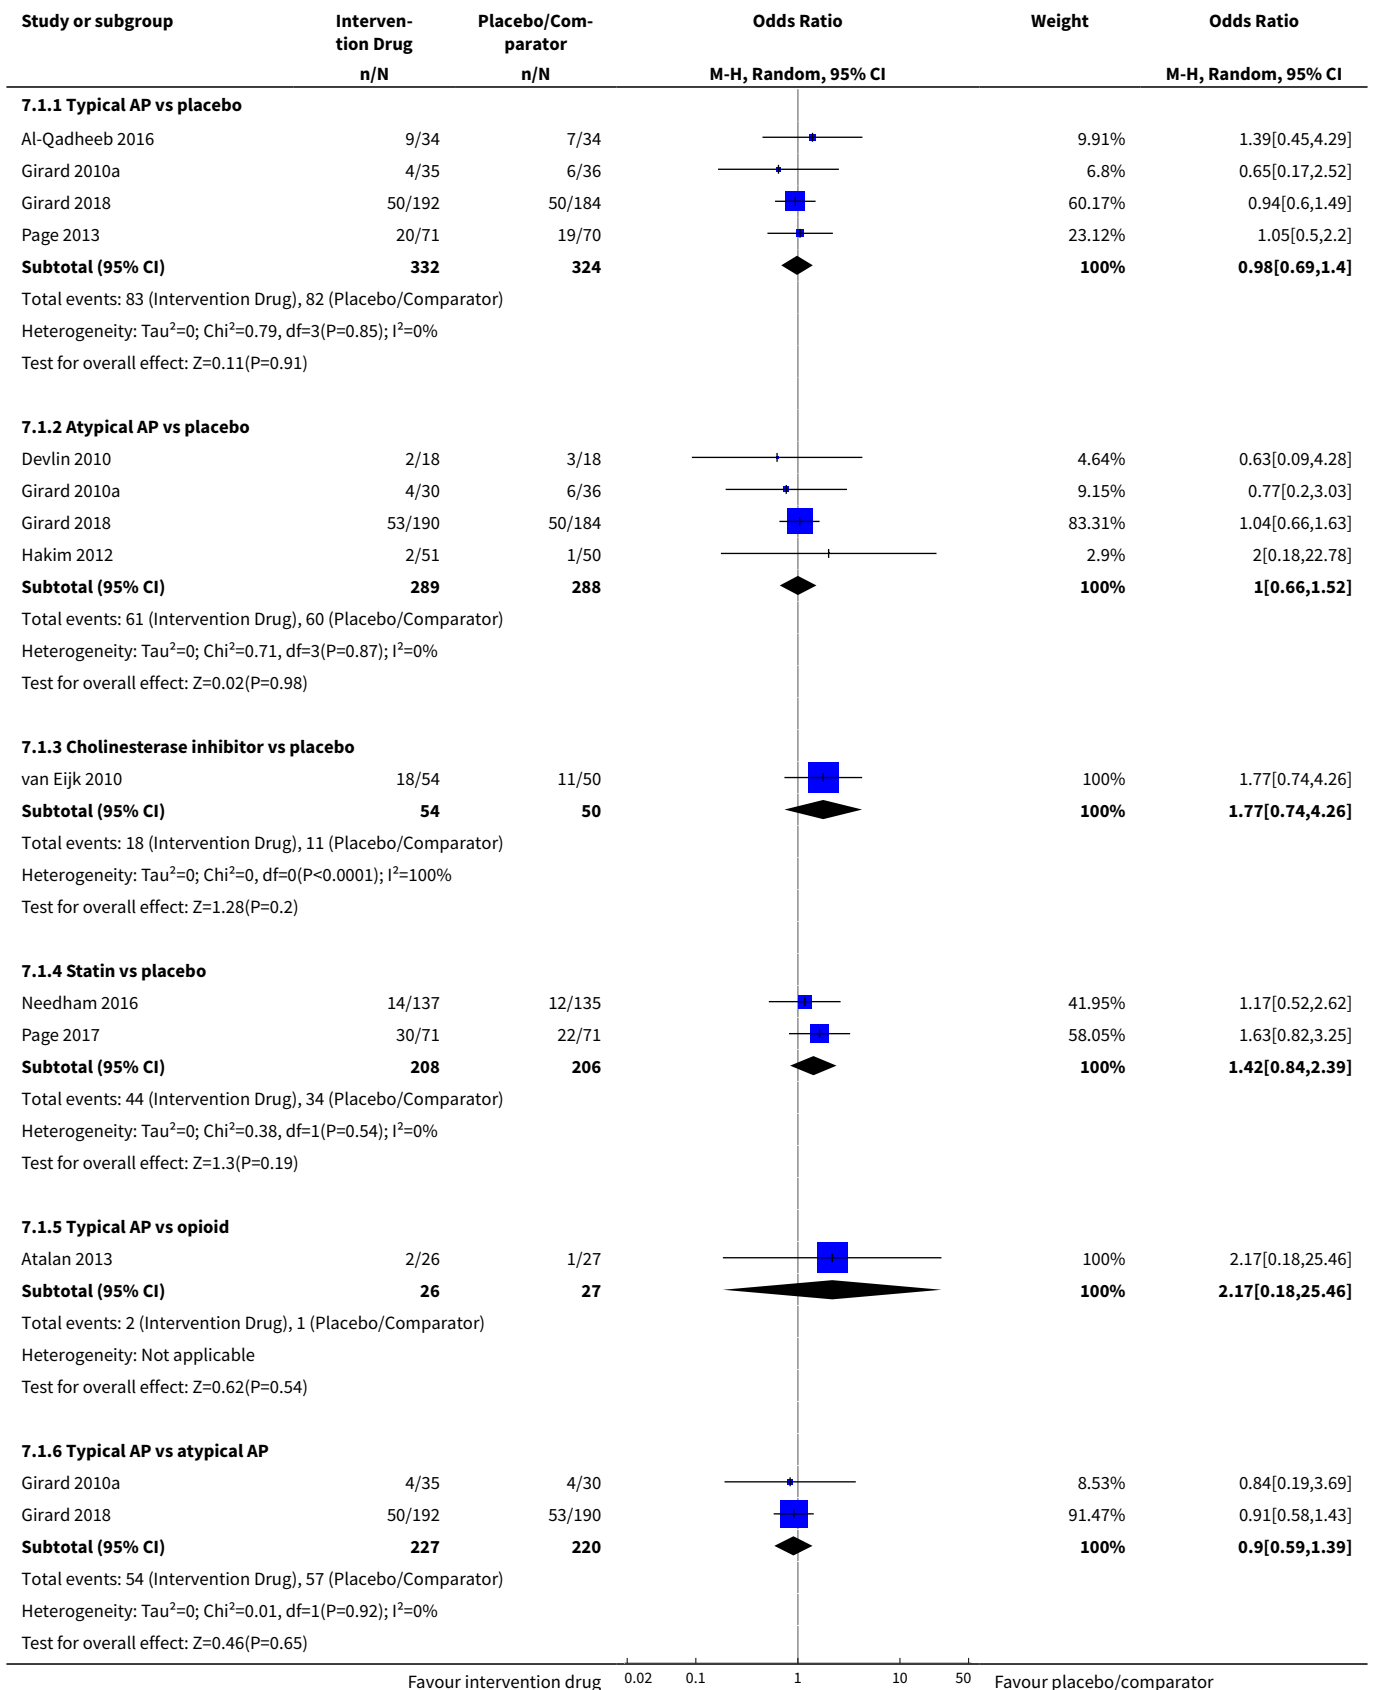 Study or subgroup Interven- Placebo/Com- Odds Ratio Weight Odds Ratio
tion Drug parator
n/N n/N M-H, Random, 95% CI M-H, Random, 95% CI
7.1.1 Typical AP vs placebo
Al-Qadheeb 2016 9/34 7/34 9.91% 1.39[0.45,4.29]
Girard 2010a 4/35 6/36 6.8% 0.65[0.17,2.52]
Girard 2018 50/192 50/184 60.17% 0.94[0.6,1.49]
Page 2013 20/71 19/70 23.12% 1.05[0.5,2.2]
Subtotal (95% CI) 332 324 100% 0.98[0.69,1.4]
Total events: 83 (Intervention Drug), 82 (Placebo/Comparator)
Heterogeneity: Tau²=0; Chi²=0.79, df=3(P=0.85); I²=0%
Test for overall effect: Z=0.11(P=0.91)
7.1.2 Atypical AP vs placebo
Devlin 2010 2/18 3/18 4.64% 0.63[0.09,4.28]
Girard 2010a 4/30 6/36 9.15% 0.77[0.2,3.03]
Girard 2018 53/190 50/184 83.31% 1.04[0.66,1.63]
Hakim 2012 2/51 1/50 2.9% 2[0.18,22.78]
Subtotal (95% CI) 289 288 100% 1[0.66,1.52]
Total events: 61 (Intervention Drug), 60 (Placebo/Comparator)
Heterogeneity: Tau²=0; Chi²=0.71, df=3(P=0.87); I²=0%
Test for overall effect: Z=0.02(P=0.98)
7.1.3 Cholinesterase inhibitor vs placebo
van Eijk 2010 18/54 11/50 100% 1.77[0.74,4.26]
Subtotal (95% CI) 54 50 100% 1.77[0.74,4.26]
Total events: 18 (Intervention Drug), 11 (Placebo/Comparator)
Heterogeneity: Tau²=0; Chi²=0, df=0(P<0.0001); I²=100%
Test for overall effect: Z=1.28(P=0.2)
7.1.4 Statin vs placebo
Needham 2016 14/137 12/135 41.95% 1.17[0.52,2.62]
Page 2017 30/71 22/71 58.05% 1.63[0.82,3.25]
Subtotal (95% CI) 208 206 100% 1.42[0.84,2.39]
Total events: 44 (Intervention Drug), 34 (Placebo/Comparator)
Heterogeneity: Tau²=0; Chi²=0.38, df=1(P=0.54); I²=0%
Test for overall effect: Z=1.3(P=0.19)
7.1.5 Typical AP vs opioid
Atalan 2013 2/26 1/27 100% 2.17[0.18,25.46]
Subtotal (95% CI) 26 27 100% 2.17[0.18,25.46]
Total events: 2 (Intervention Drug), 1 (Placebo/Comparator)
Heterogeneity: Not applicable
Test for overall effect: Z=0.62(P=0.54)
7.1.6 Typical AP vs atypical AP
Girard 2010a 4/35 4/30 8.53% 0.84[0.19,3.69]
Girard 2018 50/192 53/190 91.47% 0.91[0.58,1.43]
Subtotal (95% CI) 227 220 100% 0.9[0.59,1.39]
Total events: 54 (Intervention Drug), 57 (Placebo/Comparator)
Heterogeneity: Tau²=0; Chi²=0.01, df=1(P=0.92); I²=0%
Test for overall effect: Z=0.46(P=0.65)
Favour intervention drug 0.02 0.1 1 10 50 Favour placebo/comparator